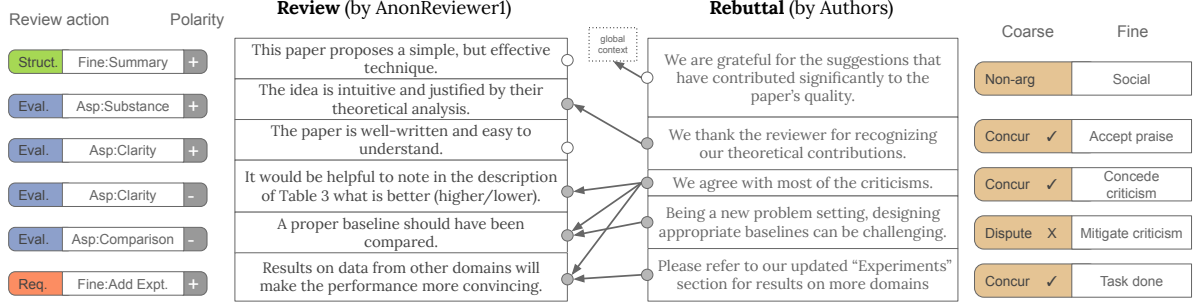 Review action
Polarity
Struct. Fine:Summary +
Eval. Asp:Substance +
Eval. Asp:Clarity +
Eval. Asp:Clarity -
Eval. Asp:Comparison -
Req. Fine:Add Expt. +
Review (by AnonReviewer1)
This paper proposes a simple, but effective
technique.
The idea is intuitive and justified by their
theoretical analysis.
The paper is well-written and easy to
understand.
It would be helpful to note in the description
of Table 3 what is better (higher/lower).
A proper baseline should have been
compared.
Results on data from other domains will
make the performance more convincing.
global
context
Rebuttal (by Authors)
We are grateful for the suggestions that
have contributed significantly to the
paper's quality.
We thank the reviewer for recognizing
our theoretical contributions.
We agree with most of the criticisms.
Being a new problem setting, designing
appropriate baselines can be challenging.
Please refer to our updated “Experiments”
section for results on more domains
Coarse
Fine
Non-arg Social
Concur ✓ Accept praise
Concur ✓ Concede
criticism
Dispute X Mitigate criticism
Concur ✓ Task done